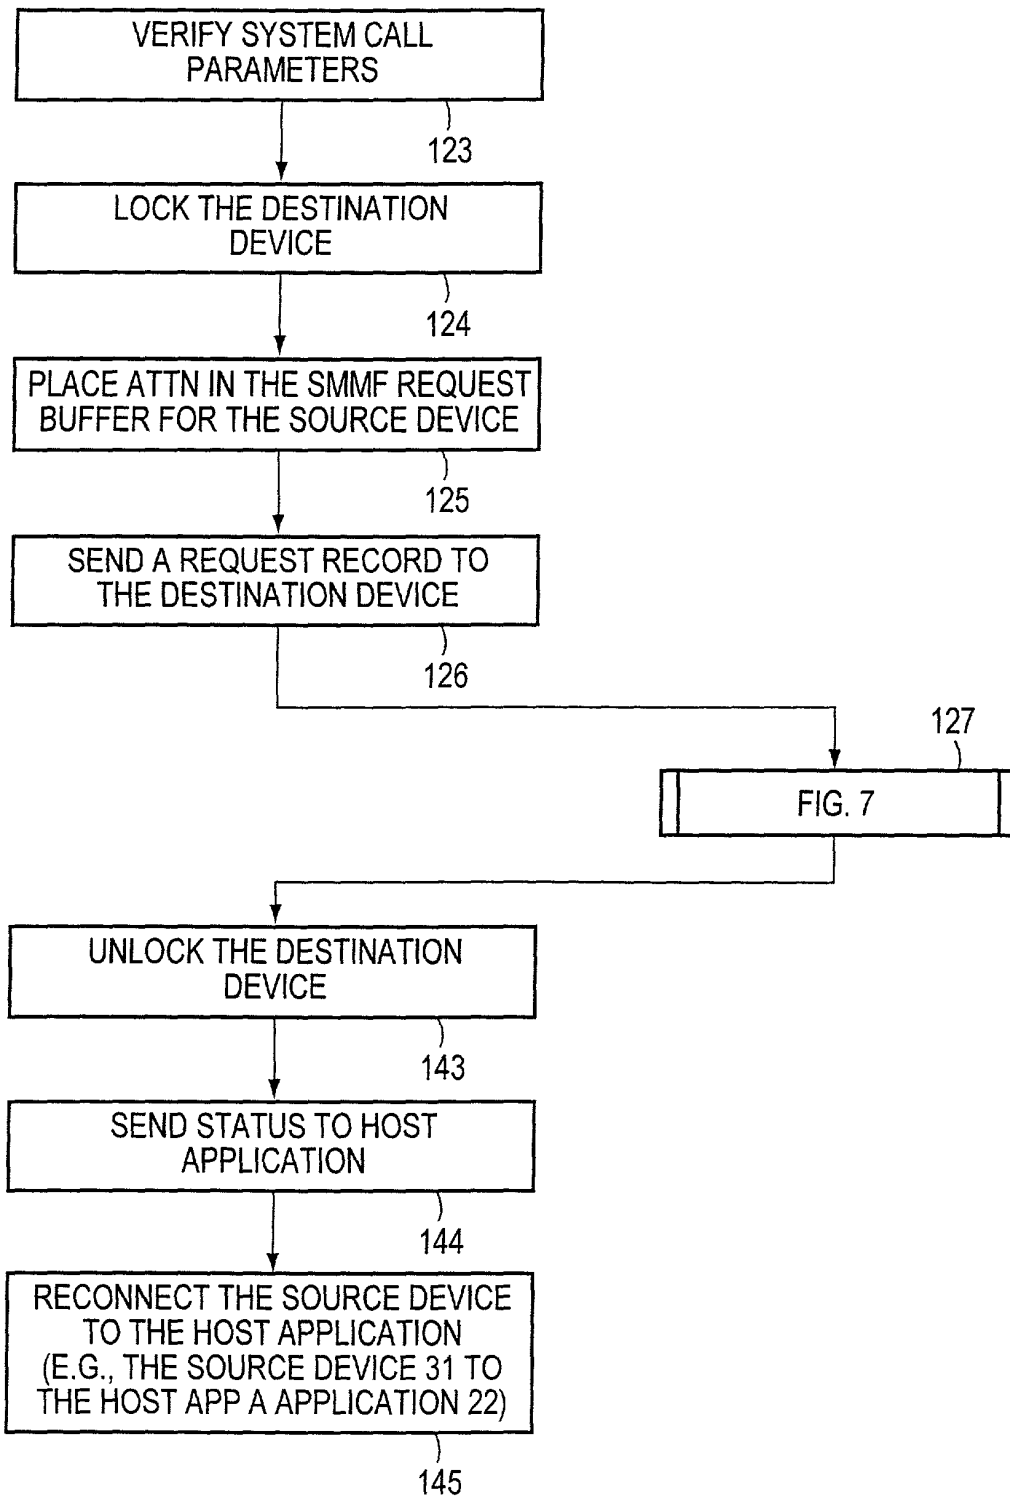 VERIFY SYSTEM CALL
PARAMETERS
123
LOCK THE DESTINATION
DEVICE
124
PLACE ATTN IN THE SMMF REQUEST
BUFFER FOR THE SOURCE DEVICE
125
SEND A REQUEST RECORD TO
THE DESTINATION DEVICE
126
127
FIG. 7
UNLOCK THE DESTINATION
DEVICE
143
SEND STATUS TO HOST
APPLICATION
144
RECONNECT THE SOURCE DEVICE
TO THE HOST APPLICATION
(E.G., THE SOURCE DEVICE 31 TO
THE HOST APP A APPLICATION 22)
145